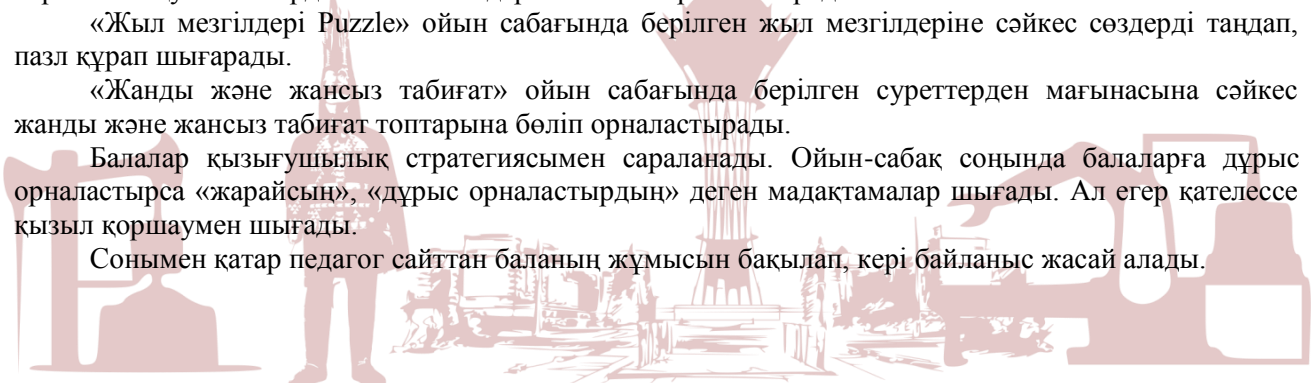 «Жыл мезгілдері Puzzle» ойын сабағында берілген жыл мезгілдеріне сәйкес сөздерді таңдап,
пазл құрап шығарады.
«Жанды және жансыз табиғат» ойын сабағында берілген суреттерден мағынасына сәйкес
жанды және жансыз табиғат топтарына бөліп орналастырады.
Балалар қызығушылық стратегиясымен сараланады. Ойын-сабақ соңында балаларға дұрыс
орналастырса «жарайсың», «дұрыс орналастырдың» деген мадақтамалар шығады. Ал егер қателессе
қызыл қоршаумен шығады.
Сонымен қатар педагог сайттан баланың жұмысын бақылап, кері байланыс жасай алады.